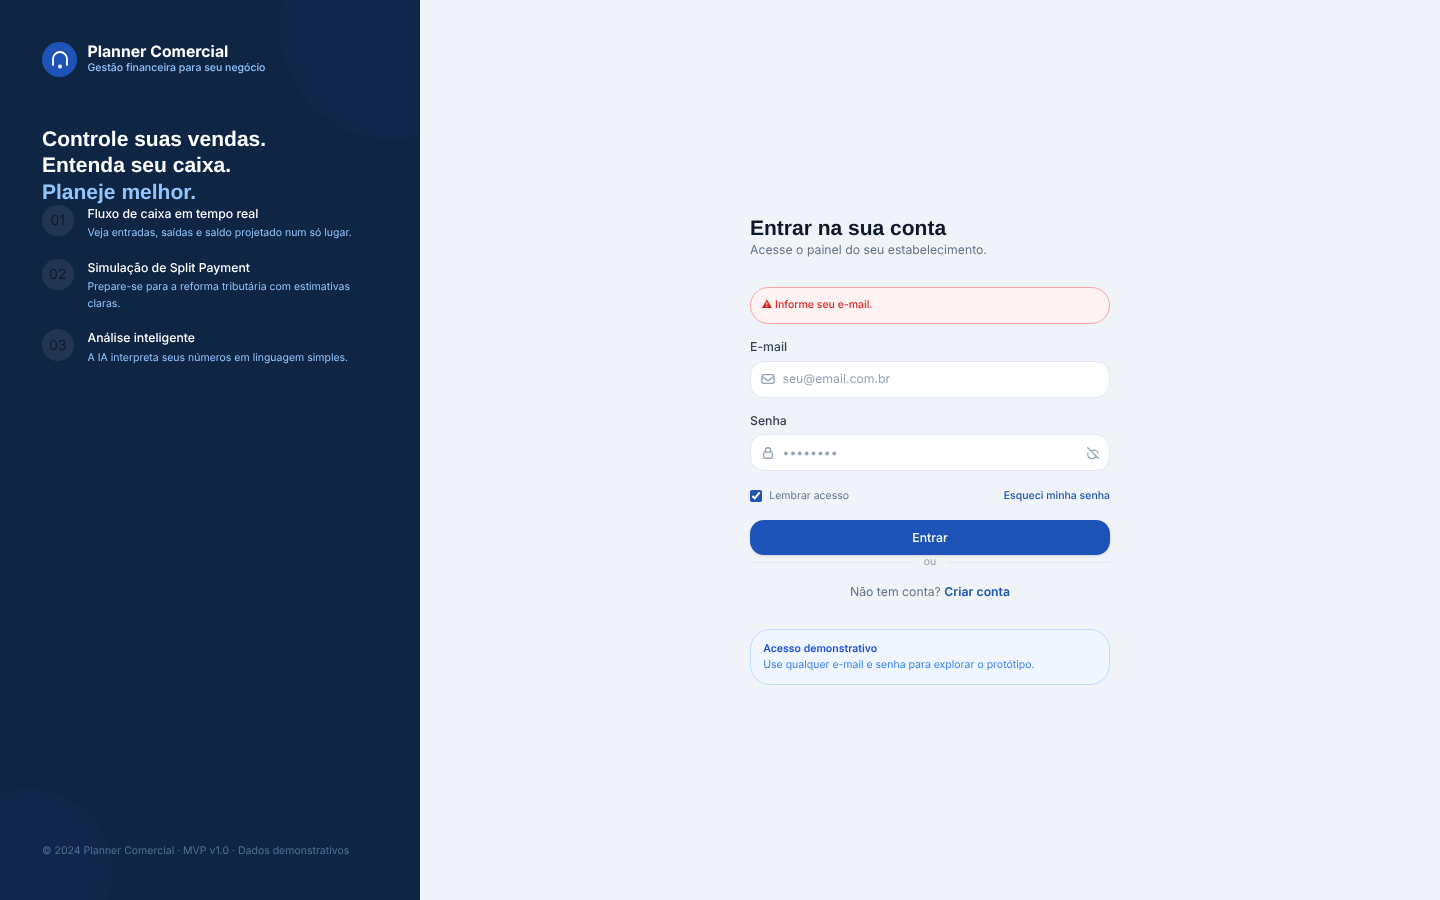 Planner Comercial
Gestão financeira para seu negócio
Controle suas vendas.
Entenda seu caixa.
Planeje melhor.
01
Fluxo de caixa em tempo real
Veja entradas, saídas e saldo projetado num só lugar.
02
Simulação de Split Payment
Prepare-se para a reforma tributária com estimativas
claras.
03
Análise inteligente
A IA interpreta seus números em linguagem simples.
© 2024 Planner Comercial · MVP v1.0 · Dados demonstrativos
Entrar na sua conta
Acesse o painel do seu estabelecimento.
⚠ Informe seu e-mail.
E-mail
seu@email.com.br
Senha
••••••••
Lembrar acesso
Esqueci minha senha
Entrar
ou
Não tem conta? Criar conta
Acesso demonstrativo
Use qualquer e-mail e senha para explorar o protótipo.